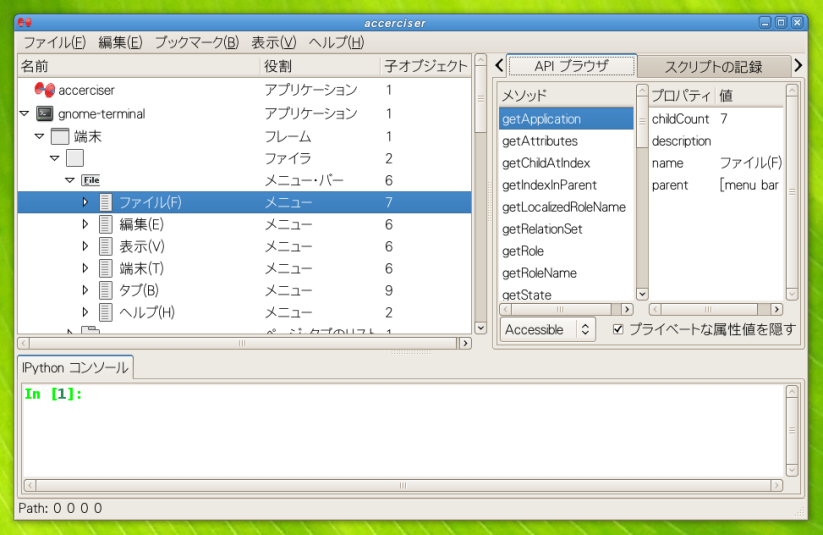 accerciser
ファイル(F) 編集(E) ブックマーク(B) 表示(V) ヘルプ(H)
名前 役割 子オブジェクト
accerciser アプリケーション 1
gnome-terminal アプリケーション 1
端末 フレーム 1
ファイラ 2
File メニュー・バー 6
ファイル(F) メニュー 7
編集(E) メニュー 6
表示(V) メニュー 6
端末(T) メニュー 6
タブ(B) メニュー 9
ヘルプ(H) メニュー 2
ページ・タブのリスト 1
API ブラウザ スクリプトの記録
メソッド
getApplication
getAttributes
getChildAtIndex
getIndexInParent
getLocalizedRoleName
getRelationSet
getRole
getRoleName
getState
プロパティ 値
childCount 7
description
name ファイル(F)
parent [menu bar
Accessible プライベートな属性値を隠す
IPython コンソール
In [1]:
Path: 0 0 0 0